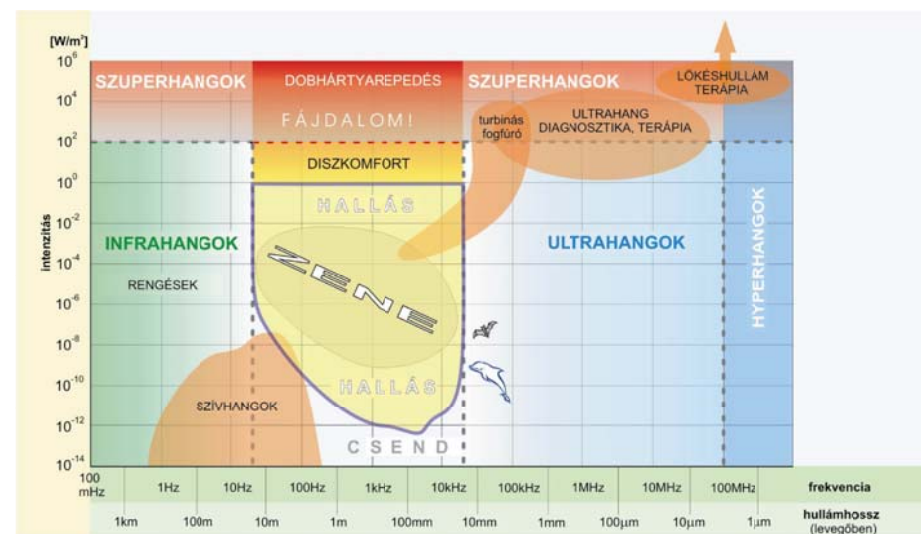 [W/m²]
10⁶
10⁴
10²
10⁰
10⁻²
10⁻⁴
10⁻⁶
10⁻⁸
10⁻¹⁰
10⁻¹²
10⁻¹⁴
intenzitás
SZUPERHANGOK
DOBHÁRTYAREPEDÉS
FÁJDALOM!
SZUPERHANGOK
LÖKÉSHULLÁM
TERÁPIA
turbinás
fogfúró
ULTRAHANG
DIAGNOSZTIKA, TERÁPIA
DISZKOMFORT
HALLÁS
INFRAHANGOK
RENGÉSEK
ZENE
ULTRAHANGOK
HYPERHANGOK
HALLÁS
SZÍVHANGOK
CSEND
100 mHz
1Hz
10Hz
100Hz
1kHz
10kHz
100kHz
1MHz
10MHz
100MHz
frekvencia
1km
100m
10m
1m
100mm
10mm
1mm
100µm
10µm
1µm
hullámhossz
(levegőben)